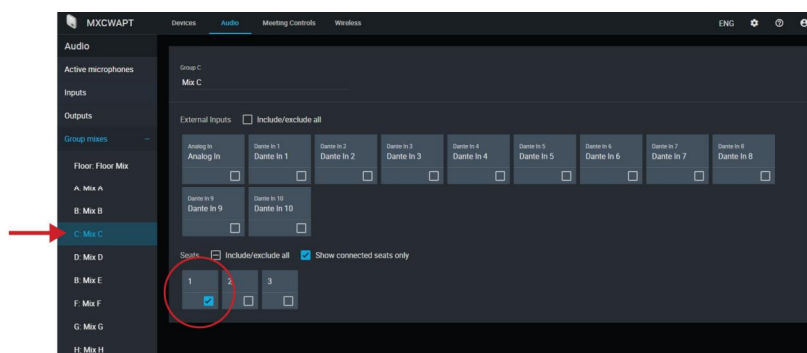 MXCWAPT
Devices Audio Meeting Controls Wireless
ENG
Audio
Active microphones
Inputs
Outputs
Group mixes
Floor: Floor Mix
A: Mix A
B: Mix B
C: Mix C
D: Mix D
B: Mix E
F: Mix F
G: Mix G
H: Mix H
Group C
Mix C
External Inputs Include/exclude all
Analog In Dante In 1 Dante In 2 Dante In 3 Dante In 4 Dante In 5 Dante In 6 Dante In 7 Dante In 8
Analog In Dante In 1 Dante In 2 Dante In 3 Dante In 4 Dante In 5 Dante In 6 Dante In 7 Dante In 8
Dante In 9 Dante In 10
Dante In 9 Dante In 10
Seats Include/exclude all Show connected seats only
1 2 3